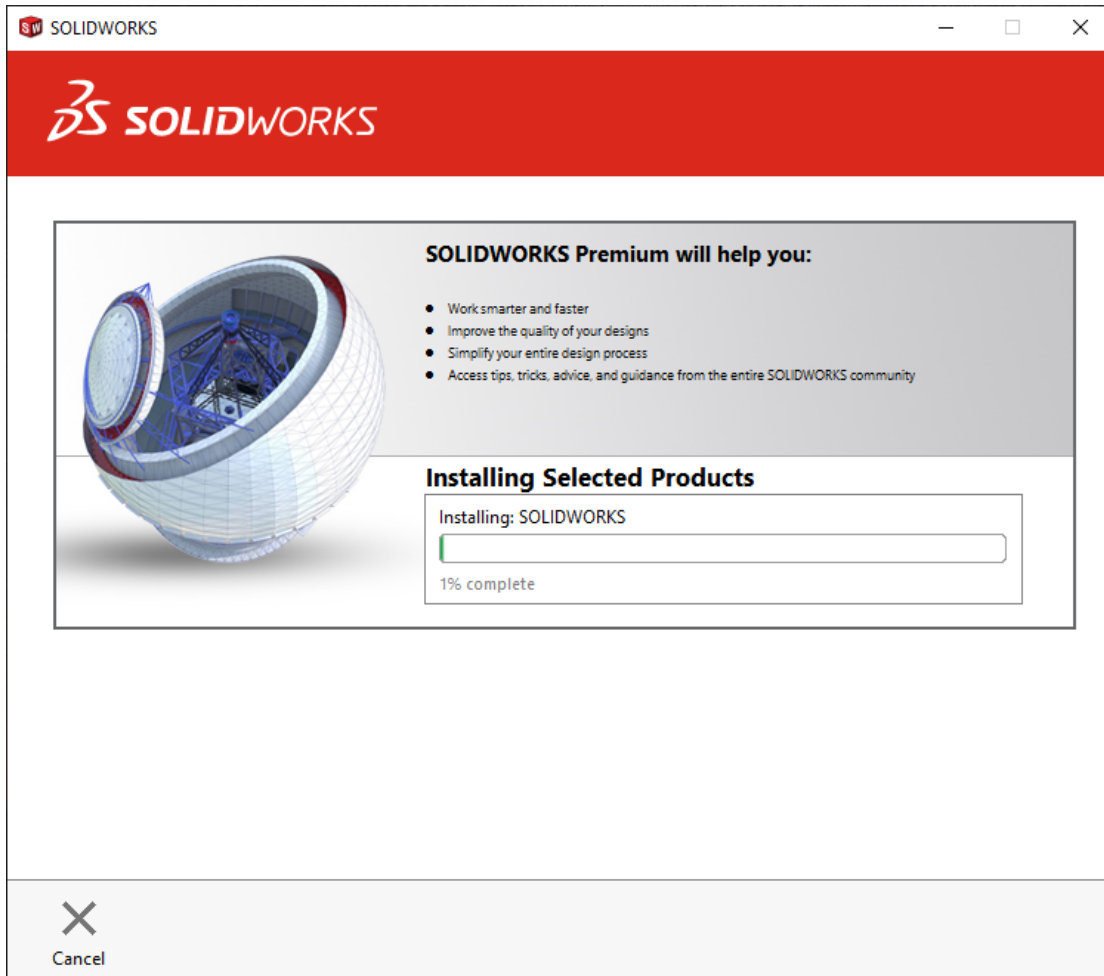 SOLIDWORKS
SOLIDWORKS
SOLIDWORKS Premium will help you:
● Work smarter and faster
● Improve the quality of your designs
● Simplify your entire design process
● Access tips, tricks, advice, and guidance from the entire SOLIDWORKS community
Installing Selected Products
Installing: SOLIDWORKS
1% complete
Cancel